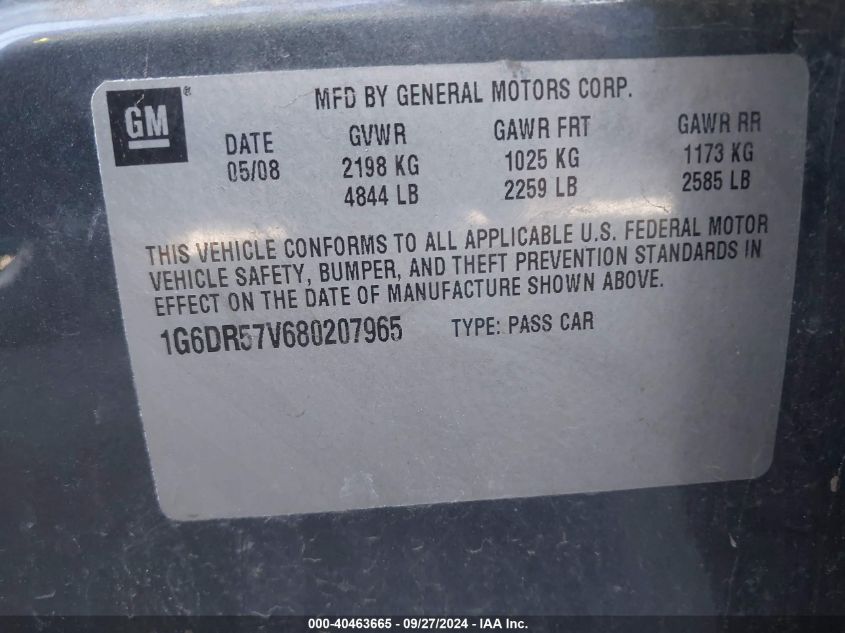 GM ®
MFD BY GENERAL MOTORS CORP.
DATE GVWR GAWR FRT GAWR RR
05/08 2198 KG 1025 KG 1173 KG
4844 LB 2259 LB 2585 LB
THIS VEHICLE CONFORMS TO ALL APPLICABLE U.S. FEDERAL MOTOR
VEHICLE SAFETY, BUMPER, AND THEFT PREVENTION STANDARDS IN
EFFECT ON THE DATE OF MANUFACTURE SHOWN ABOVE.
1G6DR57V680207965 TYPE: PASS CAR
000-40463665 - 09/27/2024 - IAA Inc.